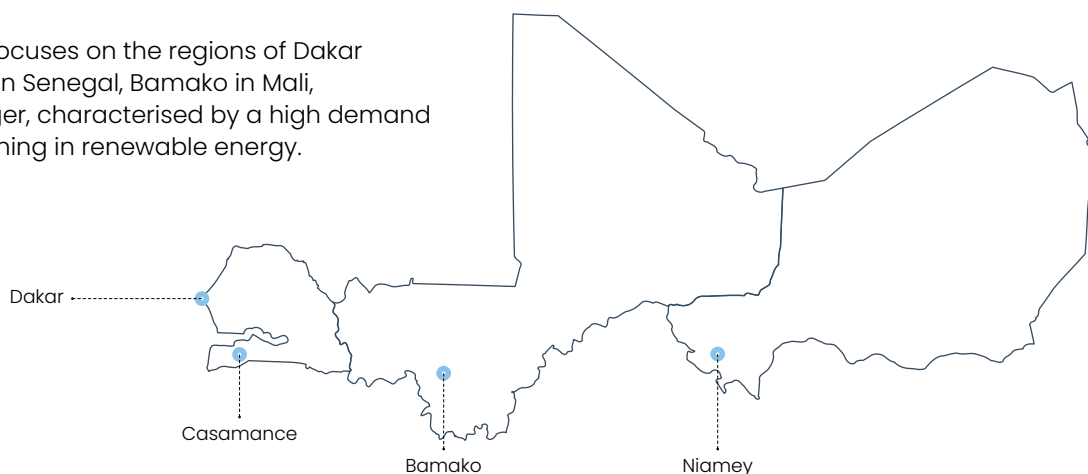 ocuses on the regions of Dakar
n Senegal, Bamako in Mali,
ger, characterised by a high demand
ning in renewable energy.
Dakar
Casamance
Bamako
Niamey